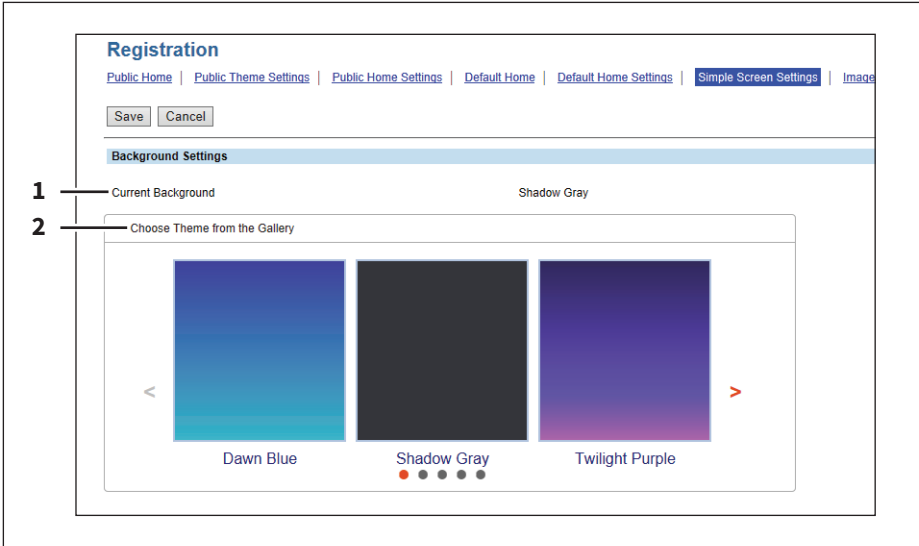 Registration
Public Home | Public Theme Settings | Public Home Settings | Default Home | Default Home Settings | Simple Screen Settings | Image
Save Cancel
Background Settings
1 Current Background Shadow Gray
2 Choose Theme from the Gallery
< >
Dawn Blue Shadow Gray Twilight Purple